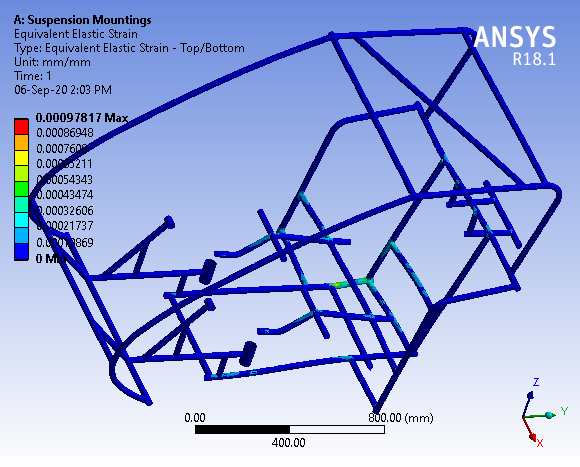 A: Suspension Mountings
Equivalent Elastic Strain
Type: Equivalent Elastic Strain - Top/Bottom
Unit: mm/mm
Time: 1
06-Sep-20 2:03 PM
ANSYS
R18.1
0.00097817 Max
0.00086948
0.00054343
0.00043474
0.00032606
0.00021737
0
0.00
800.00 (mm)
400.00
Z
Y
X